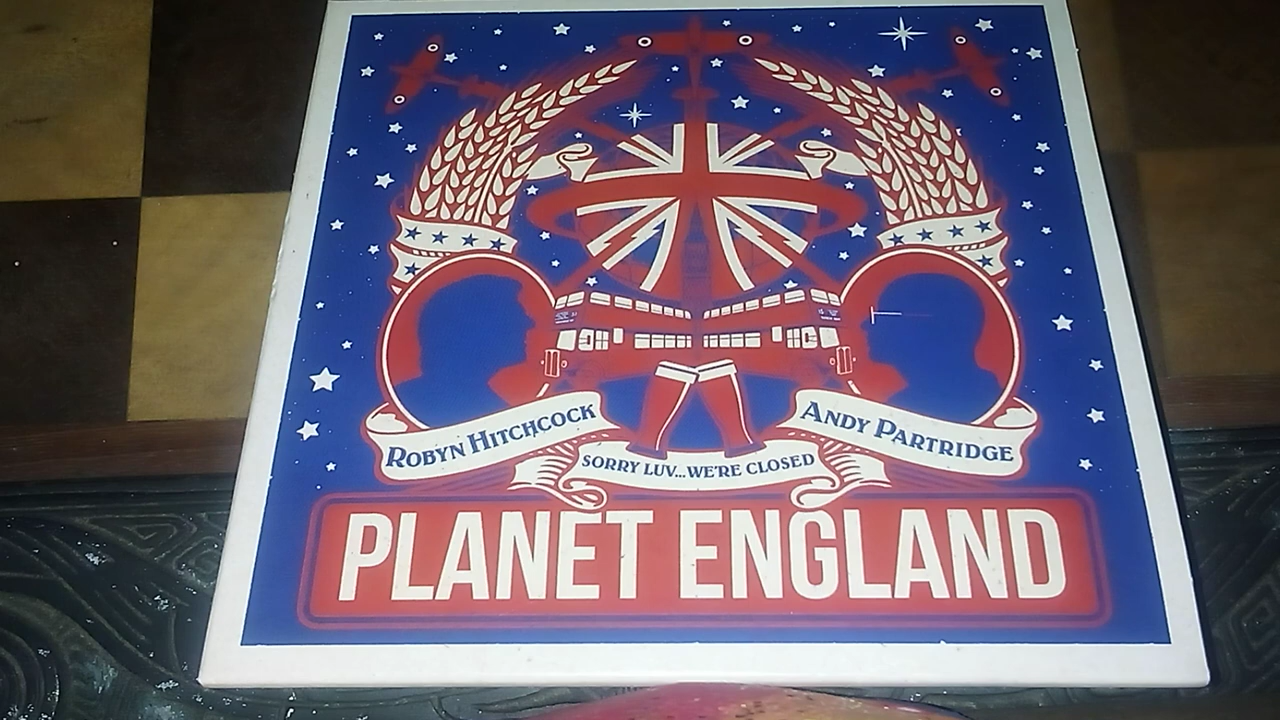 ROBYN HITCHCOCK
ANDY PARTRIDGE
SORRY LUV...WE'RE CLOSED
PLANET ENGLAND